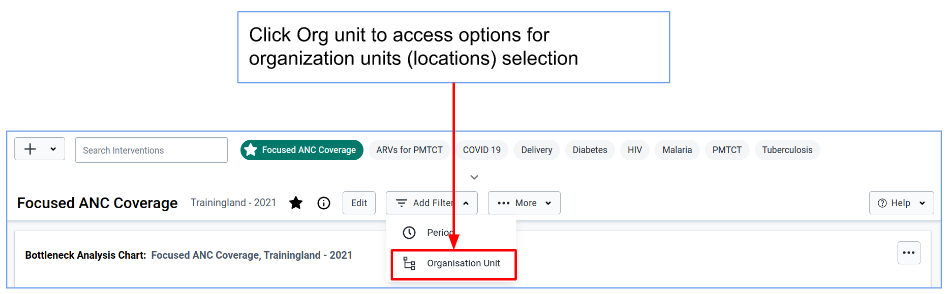 Click Org unit to access options for
organization units (locations) selection
Search Interventions
Focused ANC Coverage
ARVs for PMTCT
COVID 19
Delivery
Diabetes
HIV
Malaria
PMTCT
Tuberculosis
Focused ANC Coverage
Trainingland - 2021
Edit
Add Filter
More
Help
Period
Organisation Unit
Bottleneck Analysis Chart: Focused ANC Coverage, Trainingland - 2021